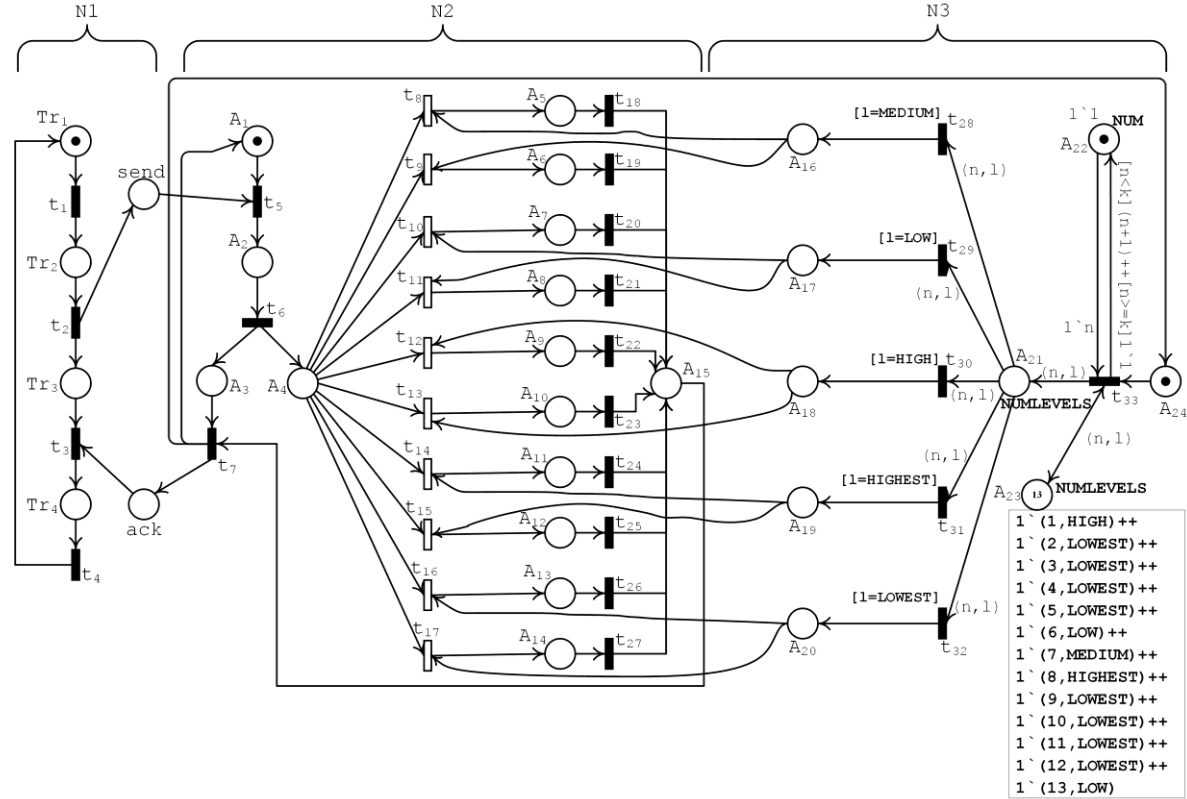 N1 N2 N3
Tr1
A1
send
t1
t5
Tr2
A2
t2
t6
Tr3
A3
A4
t3
t7
Tr4
ack
t4
t8 A5 t18
t9 A6 t19
t10 A7 t20
t11 A8 t21
t12 A9 t22
A15
t13 A10 t23
t14 A11 t24
t15 A12 t25
t16 A13 t26
t17 A14 t27
A16 [l=MEDIUM] t28
(n,l)
A17 [l=LOW] t29
(n,l)
A18 [l=HIGH] t30
(n,l)
A19 [l=HIGHEST] t31
(n,l)
A20 [l=LOWEST] t32
(n,l)
1`1 NUM
A22
[n<k](n+1)++[n>=k]1`1
1`n
A21 (n,l)
NUMLEVELS t33 A24
(n,l)
A23 13 NUMLEVELS
1`(1,HIGH)++
1`(2,LOWEST)++
1`(3,LOWEST)++
1`(4,LOWEST)++
1`(5,LOWEST)++
1`(6,LOW)++
1`(7,MEDIUM)++
1`(8,HIGHEST)++
1`(9,LOWEST)++
1`(10,LOWEST)++
1`(11,LOWEST)++
1`(12,LOWEST)++
1`(13,LOW)